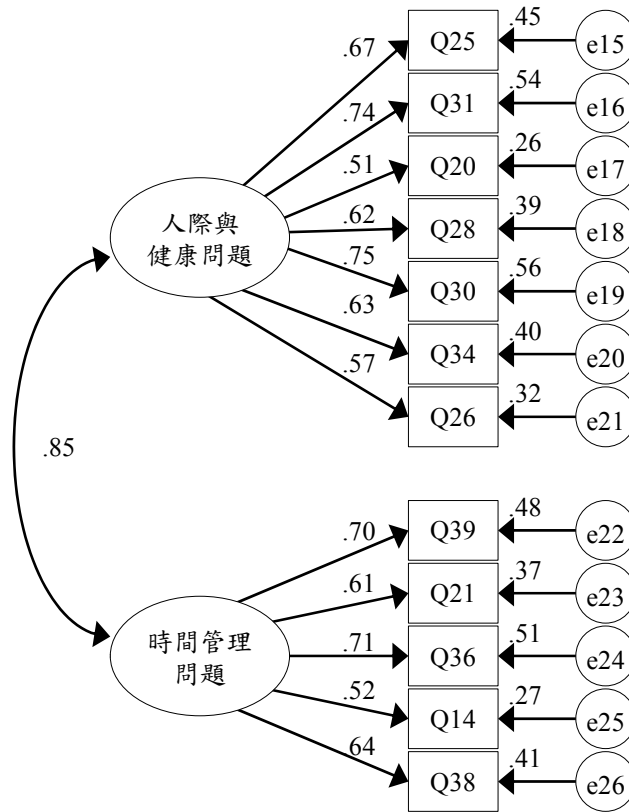 .67 Q25 .45 e15
.74 Q31 .54 e16
.51 Q20 .26 e17
人際與
健康問題
.62 Q28 .39 e18
.75 Q30 .56 e19
.63 Q34 .40 e20
.57 Q26 .32 e21
.85
.70 Q39 .48 e22
.61 Q21 .37 e23
時間管理
問題
.71 Q36 .51 e24
.52 Q14 .27 e25
.64 Q38 .41 e26